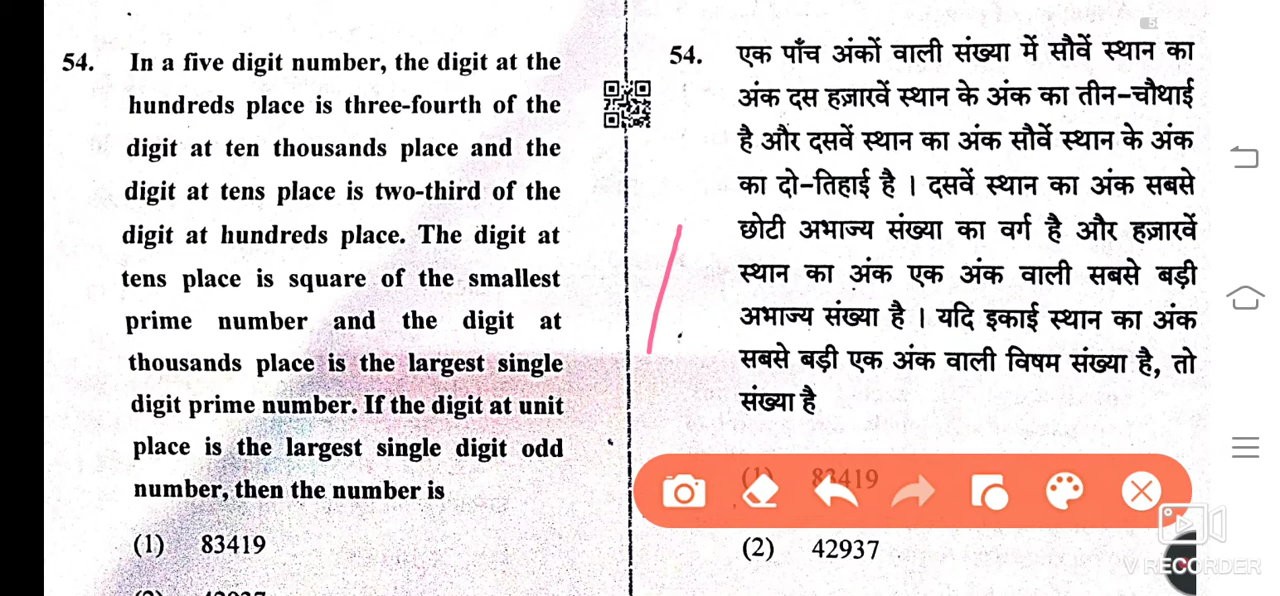 54. In a five digit number, the digit at the
hundreds place is three-fourth of the
digit at ten thousands place and the
digit at tens place is two-third of the
digit at hundreds place. The digit at
tens place is square of the smallest
prime number and the digit at
thousands place is the largest single
digit prime number. If the digit at unit
place is the largest single digit odd
number, then the number is
(1) 83419
54. एक पाँच अंकों वाली संख्या में सौवें स्थान का
अंक दस हज़ारवें स्थान के अंक का तीन-चौथाई
है और दसवें स्थान का अंक सौवें स्थान के अंक
का दो-तिहाई है । दसवें स्थान का अंक सबसे
छोटी अभाज्य संख्या का वर्ग है और हज़ारवें
स्थान का अंक एक अंक वाली सबसे बड़ी
अभाज्य संख्या है । यदि इकाई स्थान का अंक
सबसे बड़ी एक अंक वाली विषम संख्या है, तो
संख्या है
(1) 83419
(2) 42937
V RECORDER